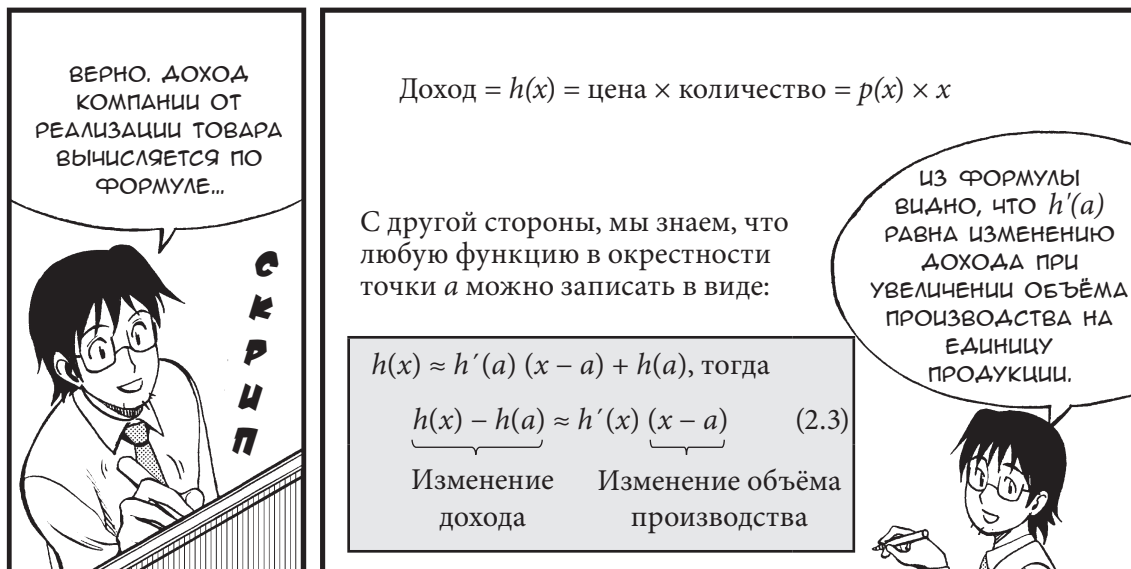 ВЕРНО. ДОХОД
КОМПАНИИ ОТ
РЕАЛИЗАЦИИ ТОВАРА
ВЫЧИСЛЯЕТСЯ ПО
ФОРМУЛЕ...
СКРИП
Доход = h(x) = цена × количество = p(x) × x
С другой стороны, мы знаем, что
любую функцию в окрестности
точки a можно записать в виде:
h(x) ≈ h´(a) (x – a) + h(a), тогда
h(x) – h(a) ≈ h´(x) (x – a) (2.3)
Изменение дохода
Изменение объёма производства
ИЗ ФОРМУЛЫ
ВИДНО, ЧТО h'(a)
РАВНА ИЗМЕНЕНИЮ
ДОХОДА ПРИ
УВЕЛИЧЕНИИ ОБЪЁМА
ПРОИЗВОДСТВА НА
ЕДИНИЦУ
ПРОДУКЦИИ.